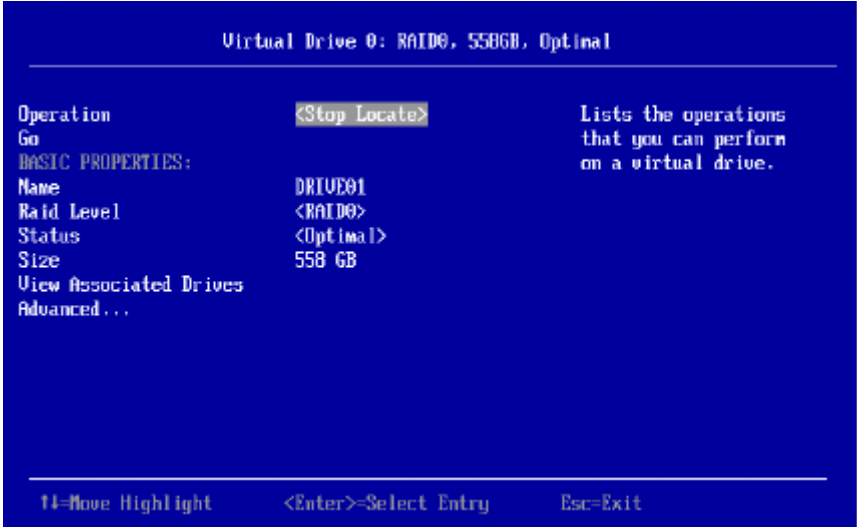 Virtual Drive 0: RAID0, 558GB, Optimal
Operation <Stop Locate>
Go
BASIC PROPERTIES:
Name DRIVE01
Raid Level <RAID0>
Status <Optimal>
Size 558 GB
View Associated Drives
Advanced...
Lists the operations
that you can perform
on a virtual drive.
↑↓=Move Highlight <Enter>=Select Entry Esc=Exit